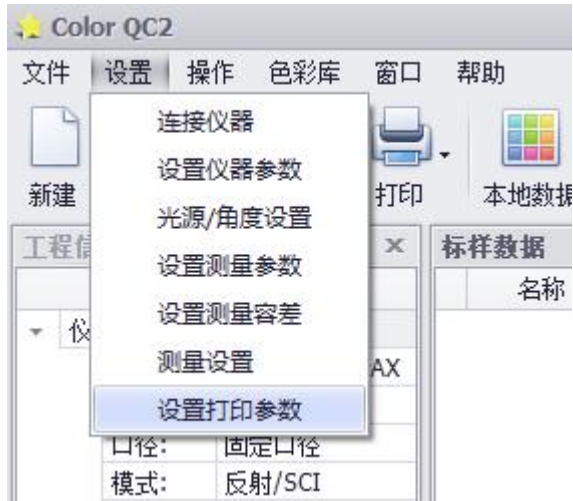 Color QC2
文件 设置 操作 色彩库 窗口 帮助
连接仪器
设置仪器参数
光源/角度设置
设置测量参数
设置测量容差
测量设置
设置打印参数
新建 打印 本地数据
工程信 × 标样数据
名称
仪
AX
口径: 固定口径
模式: 反射/SCI